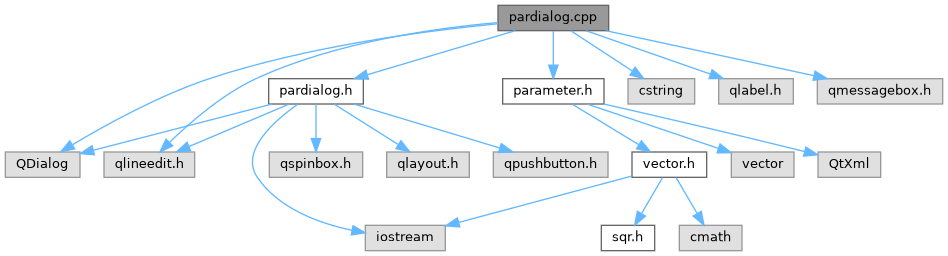 pardialog.cpp
pardialog.h
parameter.h
cstring
qlabel.h
qmessagebox.h
QDialog
qlineedit.h
qspinbox.h
qlayout.h
qpushbutton.h
vector.h
vector
QtXml
iostream
sqr.h
cmath